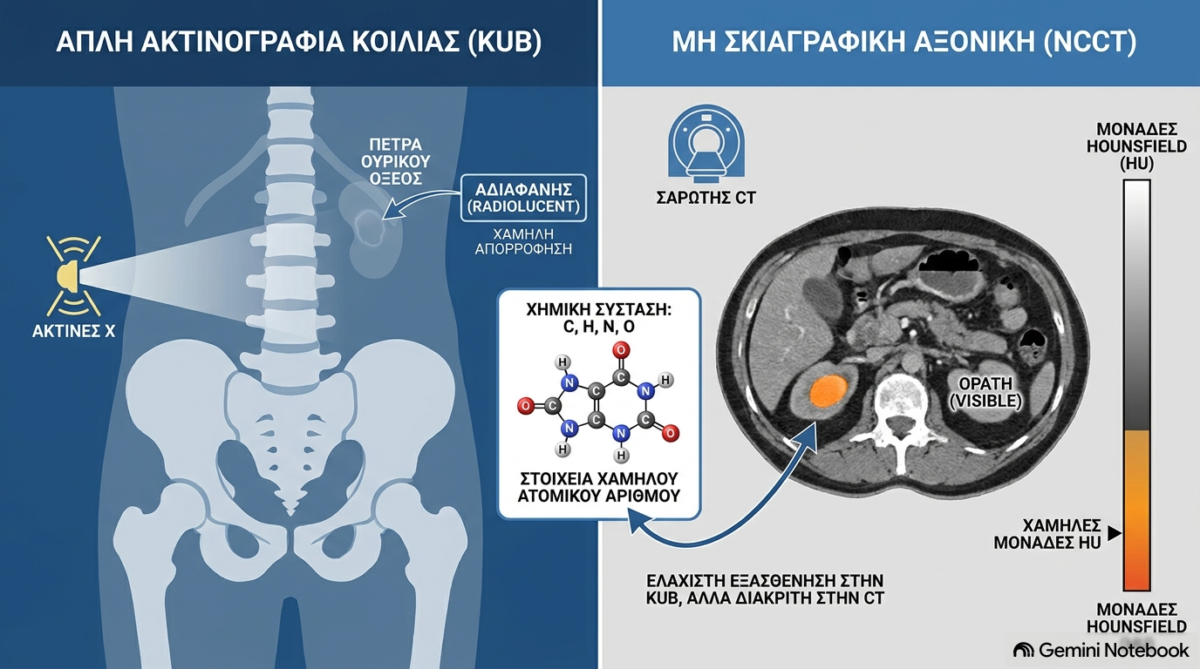 ΑΠΛΗ ΑΚΤΙΝΟΓΡΑΦΙΑ ΚΟΙΛΙΑΣ (KUB)
ΠΕΤΡΑ
ΟΥΡΙΚΟΥ
ΟΞΕΟΣ
ΑΔΙΑΦΑΝΗΣ
(RADIOLUCENT)
ΧΑΜΗΛΗ
ΑΠΟΡΡΟΦΗΣΗ
ΑΚΤΙΝΕΣ Χ
ΧΗΜΙΚΗ ΣΥΣΤΑΣΗ:
C, H, N, O
H
O
N
C
N
H
O
C
C
C
C
N
N
O
H
H
ΣΤΟΙΧΕΙΑ ΧΑΜΗΛΟΥ
ΑΤΟΜΙΚΟΥ ΑΡΙΘΜΟΥ
ΜΗ ΣΚΙΑΓΡΑΦΙΚΗ ΑΞΟΝΙΚΗ (NCCT)
ΣΑΡΩΤΗΣ CT
ΟΡΑΤΗ
(VISIBLE)
ΜΟΝΑΔΕΣ
HOUNSFIELD
(HU)
ΧΑΜΗΛΕΣ
ΜΟΝΑΔΕΣ HU
ΕΛΑΧΙΣΤΗ ΕΞΑΣΘΕΝΗΣΗ ΣΤΗΝ
KUB, ΑΛΛΑ ΔΙΑΚΡΙΤΗ ΣΤΗΝ CT
ΜΟΝΑΔΕΣ
HOUNSFIELD
Gemini Notebook